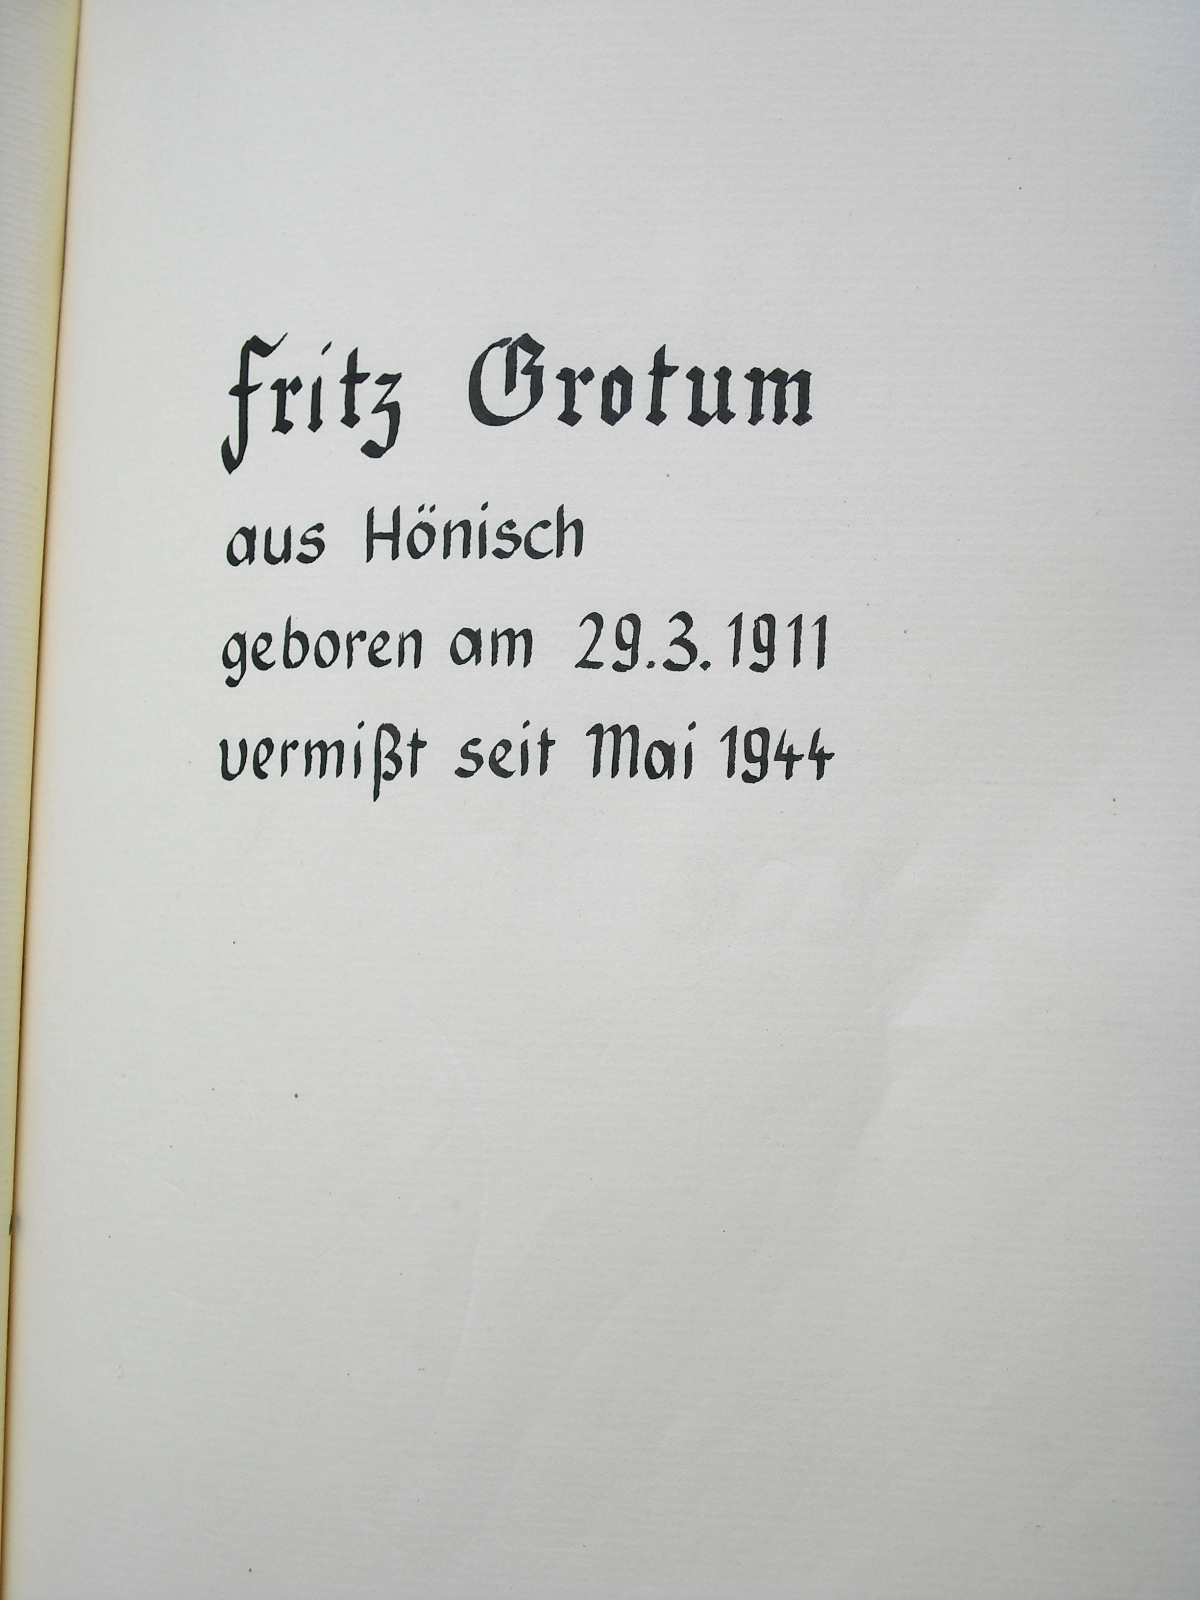 Fritz Grotum
aus Hönisch
geboren am 29.3.1911
vermißt seit Mai 1944